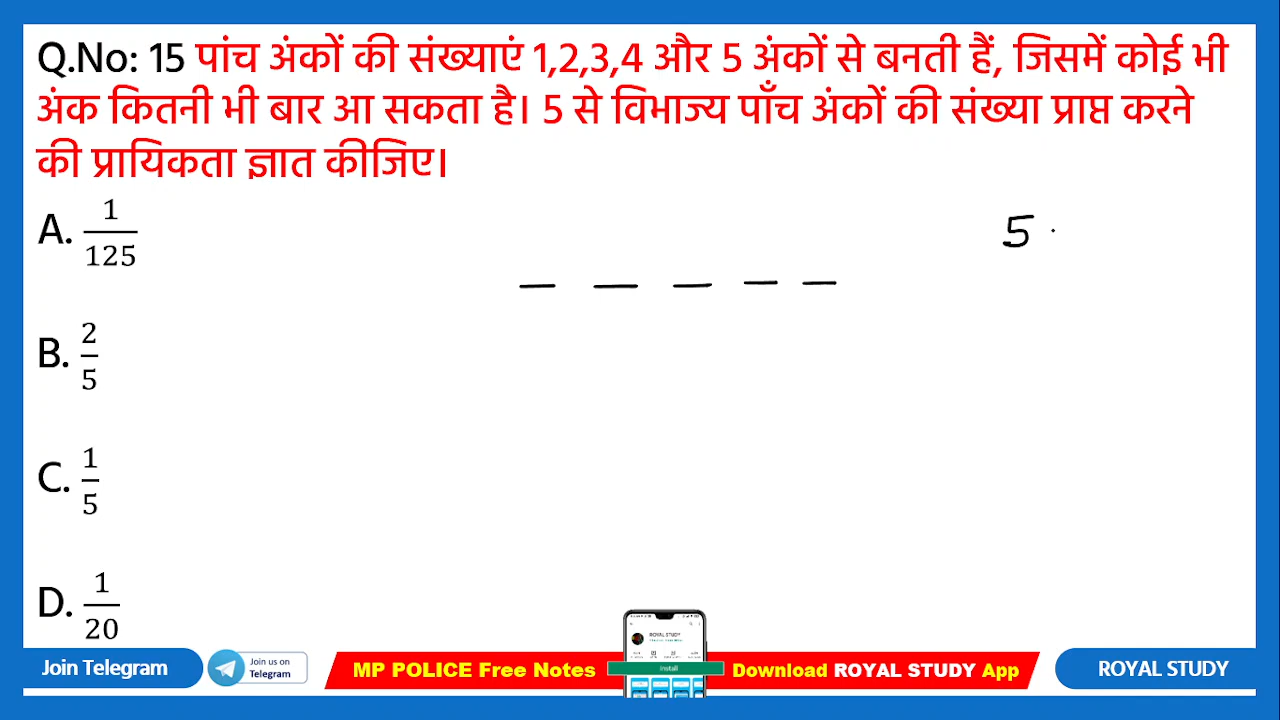 Q.No: 15 पांच अंकों की संख्याएं 1,2,3,4 और 5 अंकों से बनती हैं, जिसमें कोई भी
अंक कितनी भी बार आ सकता है। 5 से विभाज्य पाँच अंकों की संख्या प्राप्त करने
की प्रायिकता ज्ञात कीजिए।
A. 1/125
5 .
_ _ _ _ _
B. 2/5
C. 1/5
D. 1/20
Join Telegram
Join us on
Telegram
MP POLICE Free Notes
ROYAL STUDY
Install
Download ROYAL STUDY App
ROYAL STUDY